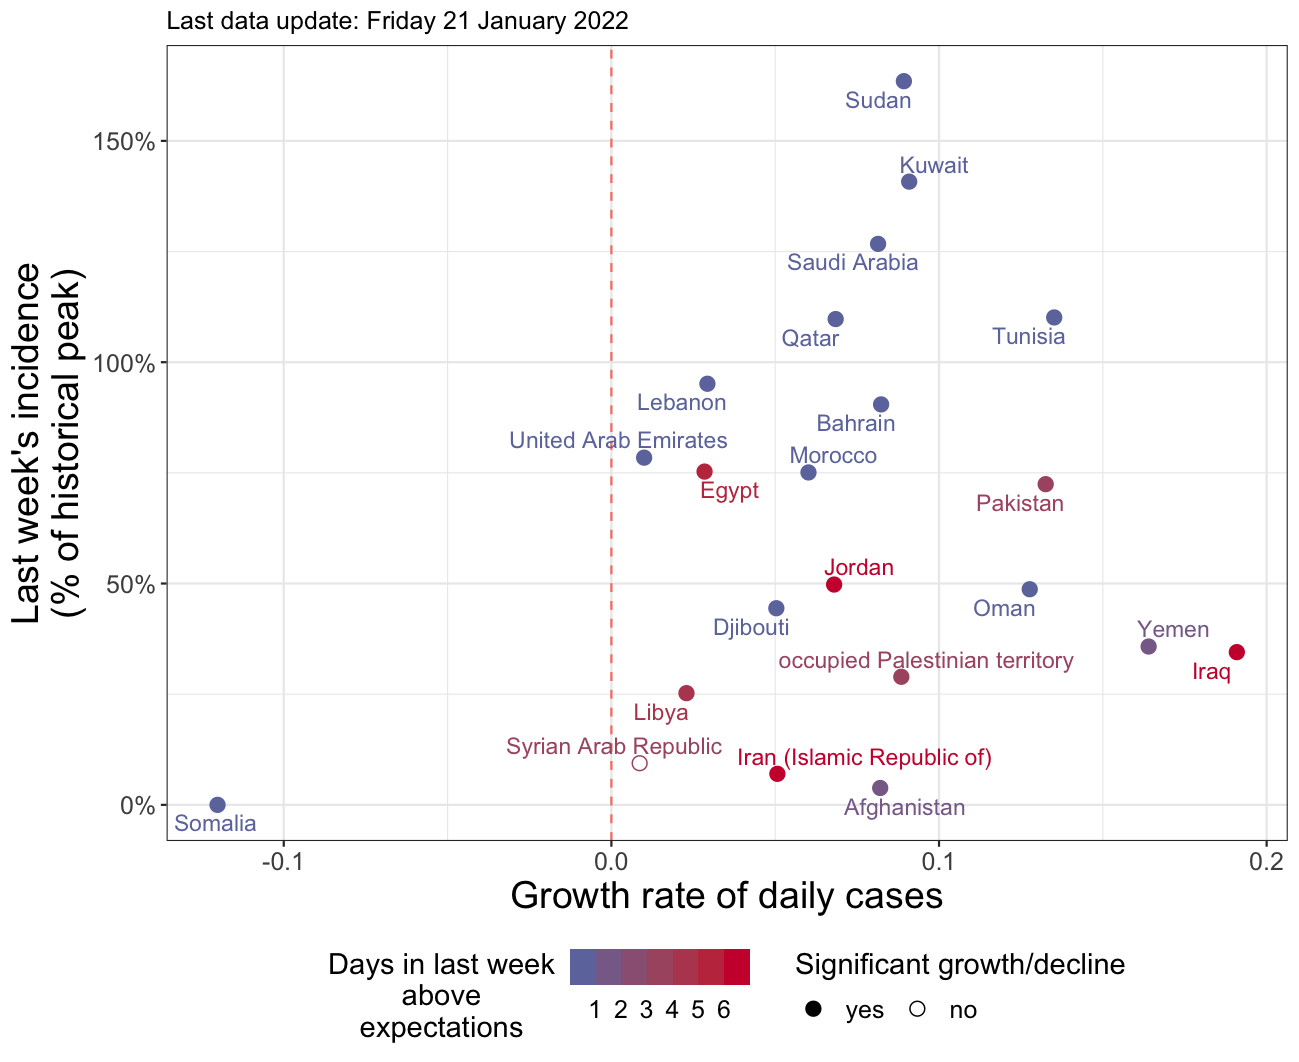 Last data update: Friday 21 January 2022
Last week's incidence
(% of historical peak)
150%
100%
50%
0%
Sudan
Kuwait
Saudi Arabia
Qatar
Tunisia
Lebanon
Bahrain
United Arab Emirates
Morocco
Egypt
Pakistan
Jordan
Oman
Djibouti
Yemen
occupied Palestinian territory
Iraq
Libya
Syrian Arab Republic
Iran (Islamic Republic of)
Afghanistan
Somalia
-0.1 0.0 0.1 0.2
Growth rate of daily cases
Days in last week
above
expectations
1 2 3 4 5 6
Significant growth/decline
yes no